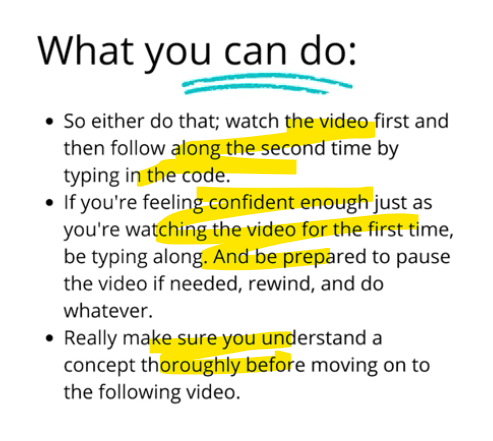 What you can do:
• So either do that; watch the video first and
then follow along the second time by
typing in the code.
• If you're feeling confident enough just as
you're watching the video for the first time,
be typing along. And be prepared to pause
the video if needed, rewind, and do
whatever.
• Really make sure you understand a
concept thoroughly before moving on to
the following video.